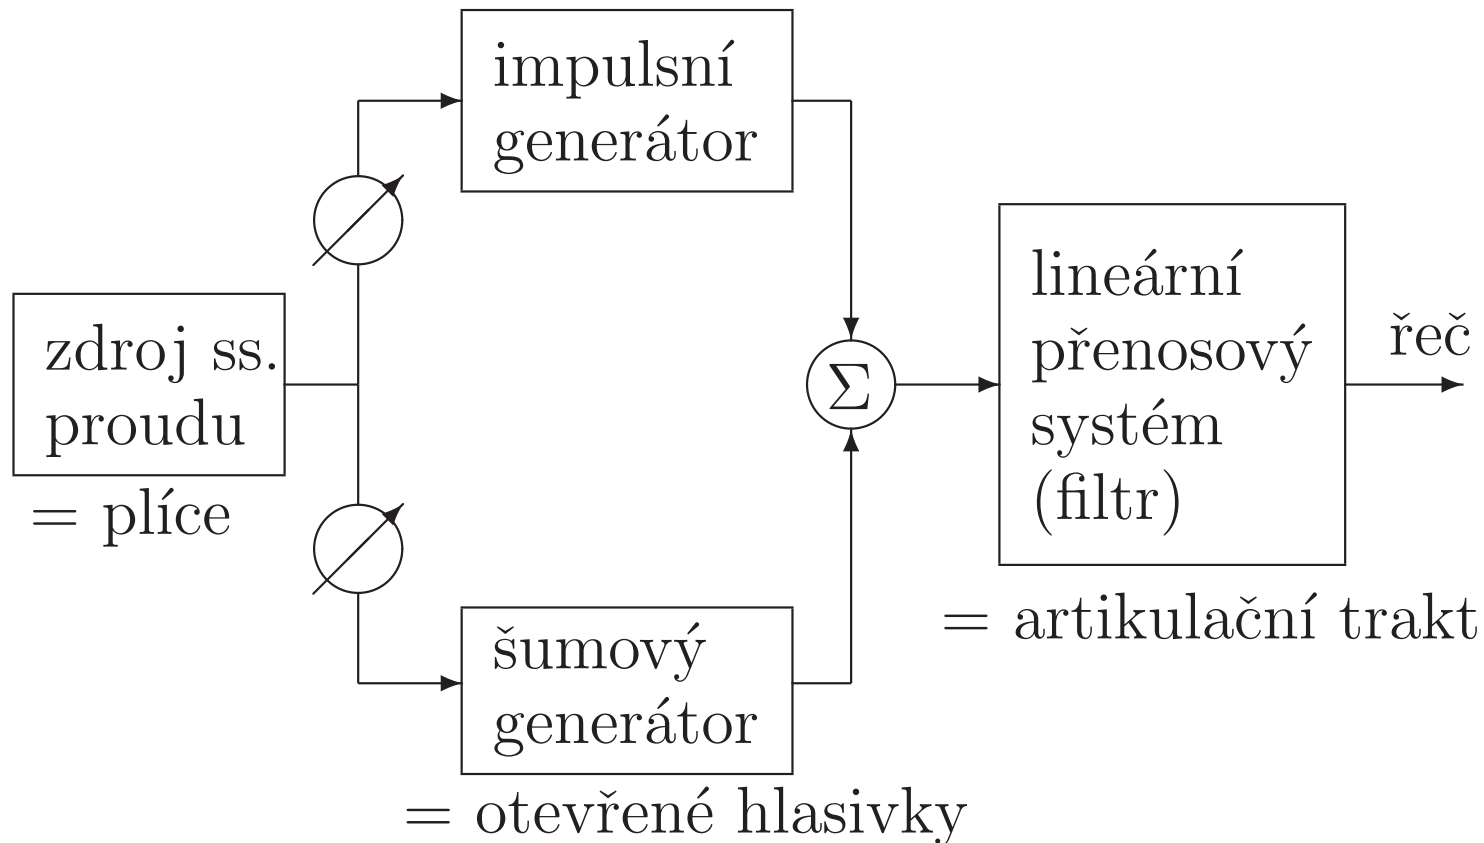 impulsní
generátor
zdroj ss.
proudu
= plíce
Σ
lineární
přenosový
systém
(filtr)
řeč
= artikulační trakt
šumový
generátor
= otevřené hlasivky